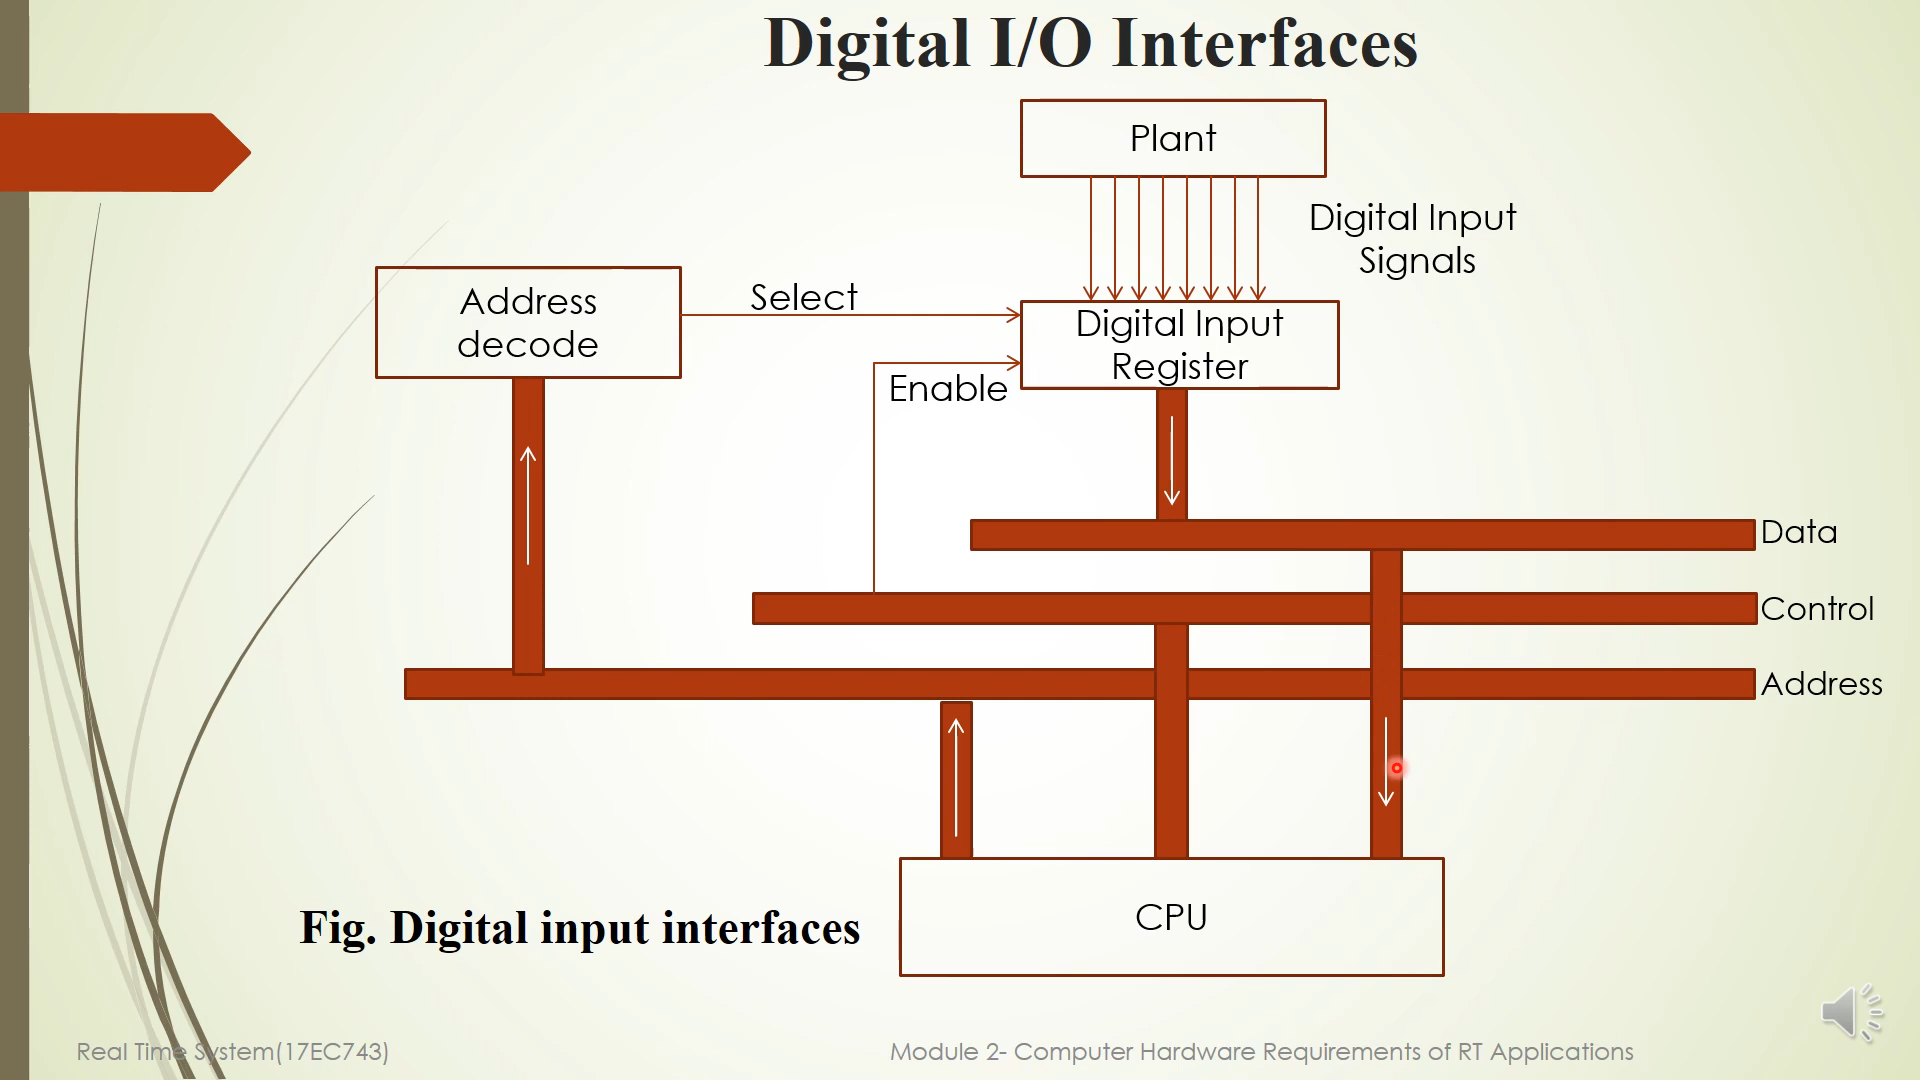 Digital I/O Interfaces
Plant
Digital Input
Signals
Address
decode
Select
Digital Input
Register
Enable
Data
Control
Address
CPU
Fig. Digital input interfaces
Real Time System(17EC743)
Module 2- Computer Hardware Requirements of RT Applications